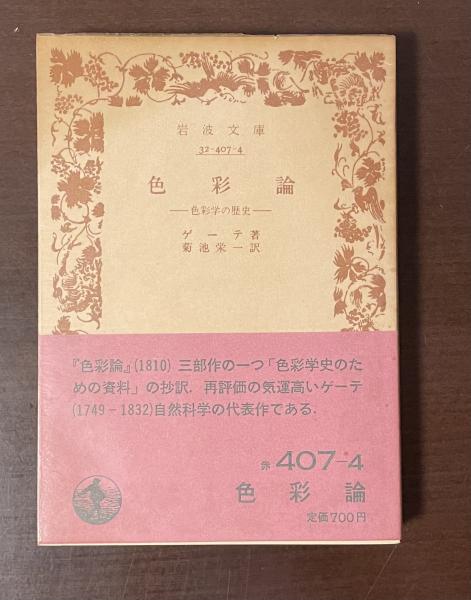 岩波文庫
32-407-4
色彩論
──色彩学の歴史──
ゲーテ著
菊池栄一訳
『色彩論』(1810) 三部作の一つ「色彩学史のた
めの資料」の抄訳．再評価の気運高いゲーテ
(1749－1832)自然科学の代表作である．
赤 407-4
色彩論
定価700円